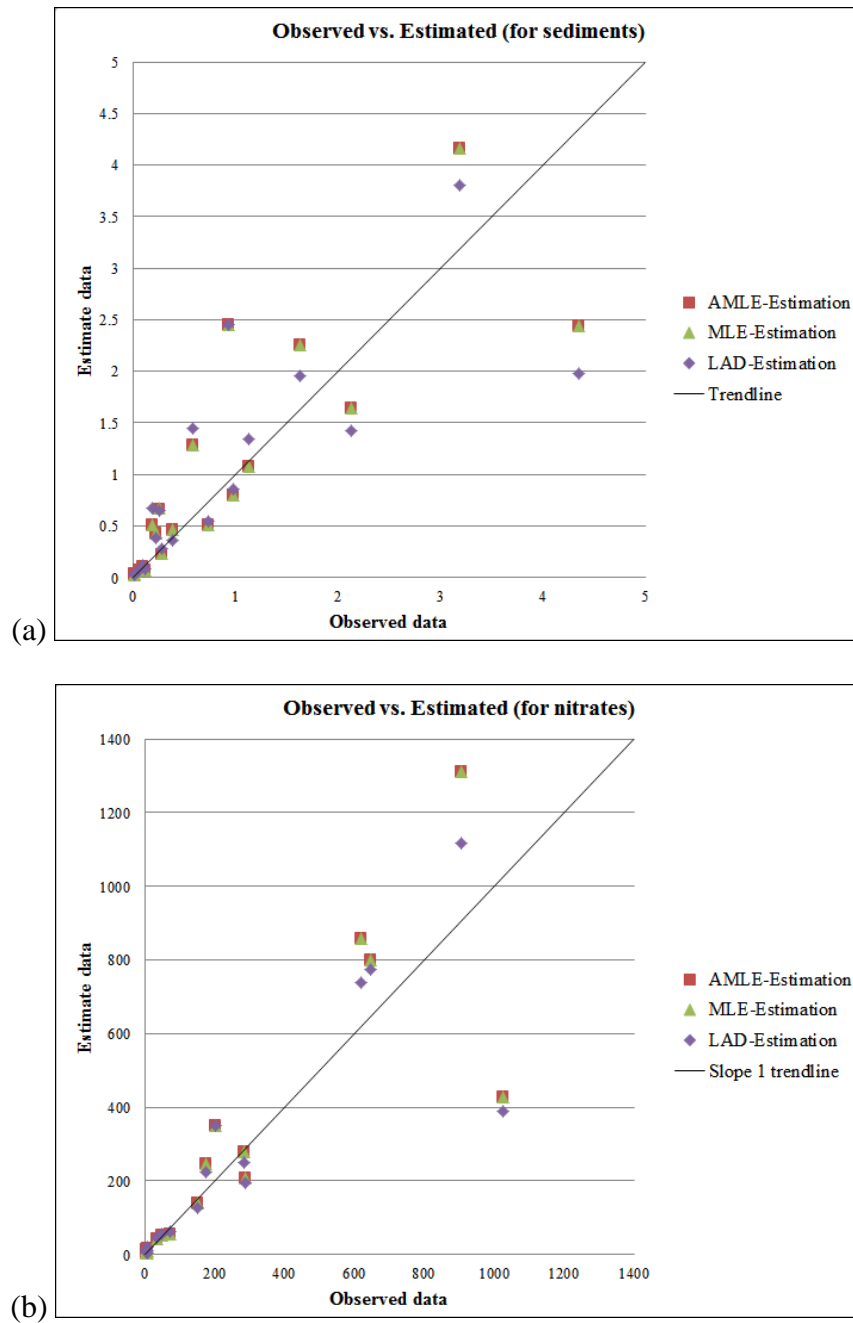 Observed vs. Estimated (for sediments)
5
4.5
4
3.5
3
2.5
2
1.5
1
0.5
0
Estimate data
0 1 2 3 4 5
Observed data
AMLE-Estimation
MLE-Estimation
LAD-Estimation
Trendline
(a)
Observed vs. Estimated (for nitrates)
1400
1200
1000
800
600
400
200
0
Estimate data
0 200 400 600 800 1000 1200 1400
Observed data
AMLE-Estimation
MLE-Estimation
LAD-Estimation
Slope 1 trendline
(b)